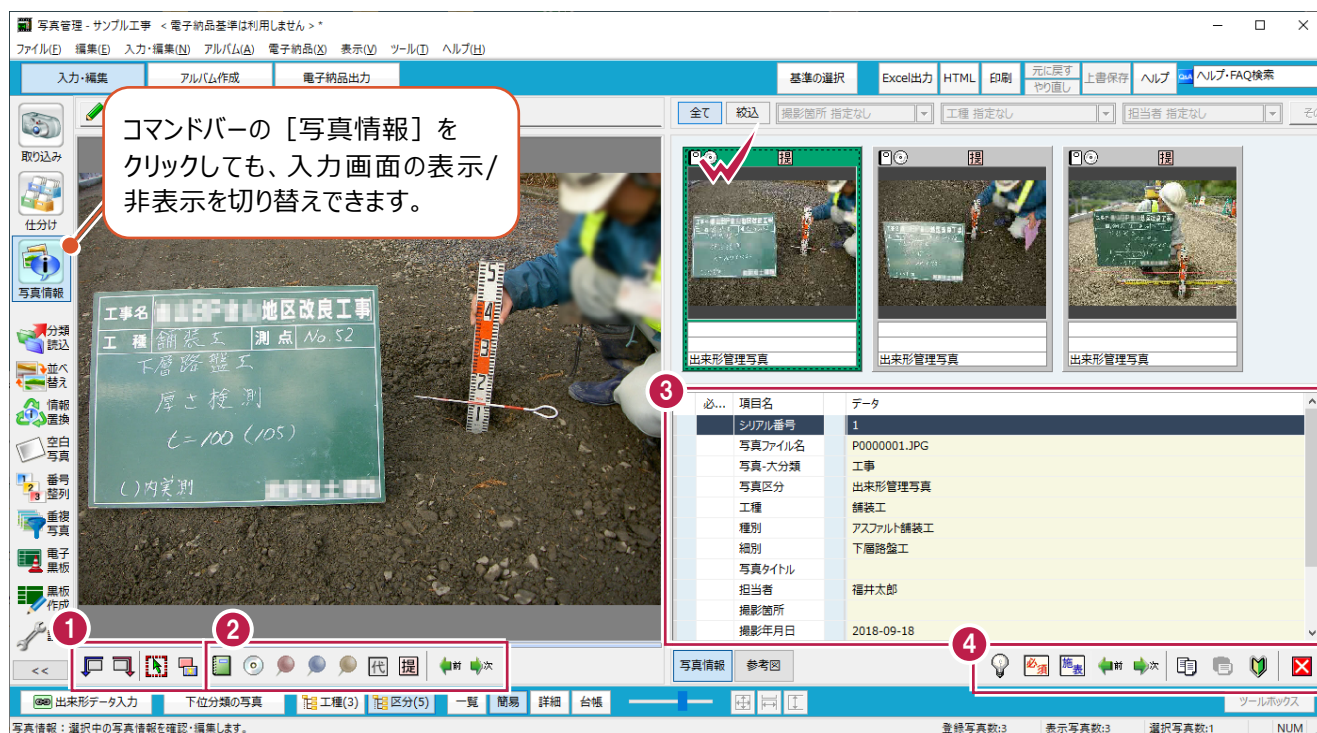 写真管理 - サンプル工事 ＜電子納品基準は利用しません＞*
ファイル(F) 編集(E) 入力・編集(N) アルバム(A) 電子納品(X) 表示(V) ツール(T) ヘルプ(H)
入力・編集 アルバム作成 電子納品出力 基準の選択 Excel出力 HTML 印刷 元に戻す やり直し 上書保存 ヘルプ Q&A ヘルプ・FAQ検索
全て 絞込 撮影箇所 指定なし 工種 指定なし 担当者 指定なし その
コマンドバーの［写真情報］を
クリックしても、入力画面の表示/
非表示を切り替えできます。
取り込み
仕分け
写真情報
分類
読込
並べ
替え
情報
置換
空白
写真
番号
整列
重複
写真
電子
黒板
黒板
作成
<<
工事名 地区改良工事
工種 舗装工 測点 No.52
下層路盤工
厚さ検測
t=100(105)
()内実測
5
4
3
2
1
提 提 提
出来形管理写真 出来形管理写真 出来形管理写真
3
必... 項目名 データ
シリアル番号 1
写真ファイル名 P0000001.JPG
写真-大分類 工事
写真区分 出来形管理写真
工種 舗装工
種別 アスファルト舗装工
細別 下層路盤工
写真タイトル
担当者 福井太郎
撮影箇所
撮影年月日 2018-09-18
1 2 4
代 提 前 次
写真情報 参考図 必須 施表 前 次
出来形データ入力 下位分類の写真 工種(3) 区分(5) 一覧 簡易 詳細 台帳 ツールボックス
写真情報：選択中の写真情報を確認・編集します。 登録写真数:3 表示写真数:3 選択写真数:1 NUM